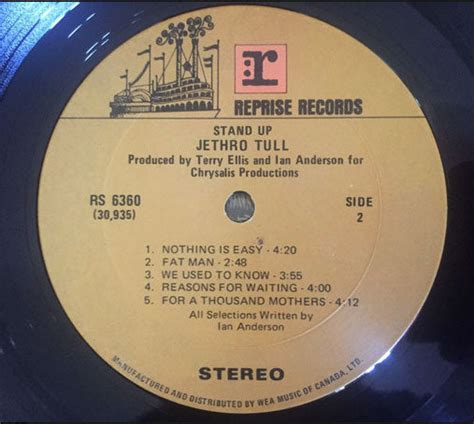 r
REPRISE RECORDS
STAND UP
JETHRO TULL
Produced by Terry Ellis and Ian Anderson for
Chrysalis Productions
RS 6360
(30,935)
SIDE
2
1. NOTHING IS EASY - 4:20
2. FAT MAN - 2:48
3. WE USED TO KNOW - 3:55
4. REASONS FOR WAITING - 4:00
5. FOR A THOUSAND MOTHERS - 4:12
All Selections Written by
Ian Anderson
STEREO
MANUFACTURED AND DISTRIBUTED BY WEA MUSIC OF CANADA, LTD.